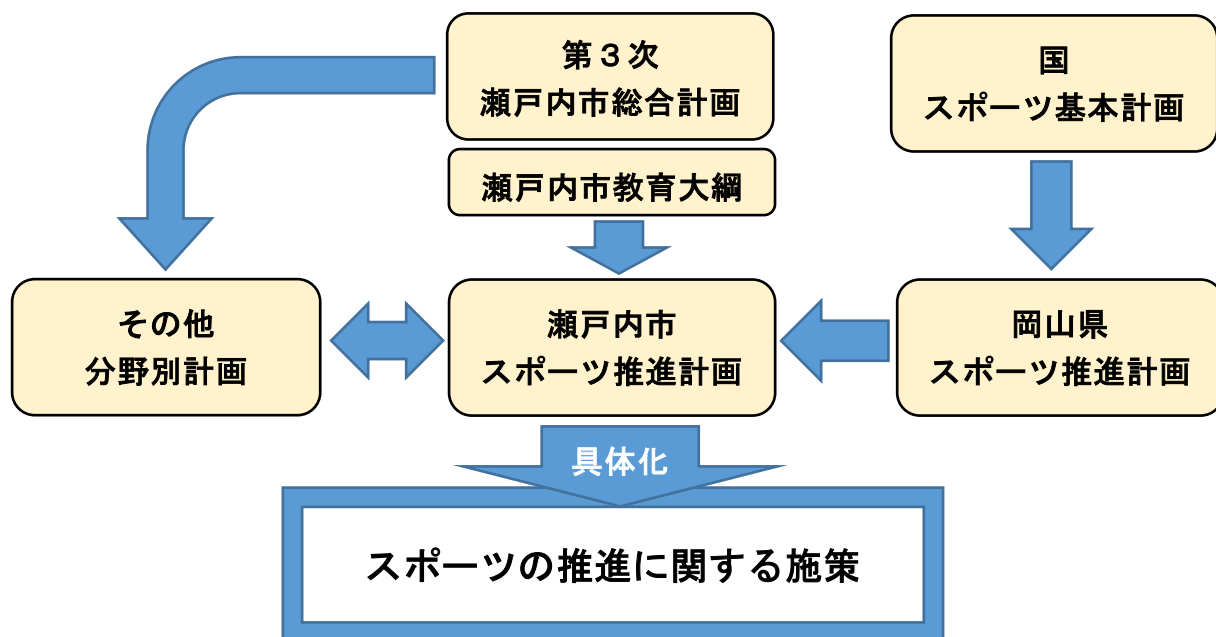 第３次
瀬戸内市総合計画
国
スポーツ基本計画
瀬戸内市教育大綱
その他
分野別計画
瀬戸内市
スポーツ推進計画
岡山県
スポーツ推進計画
具体化
スポーツの推進に関する施策